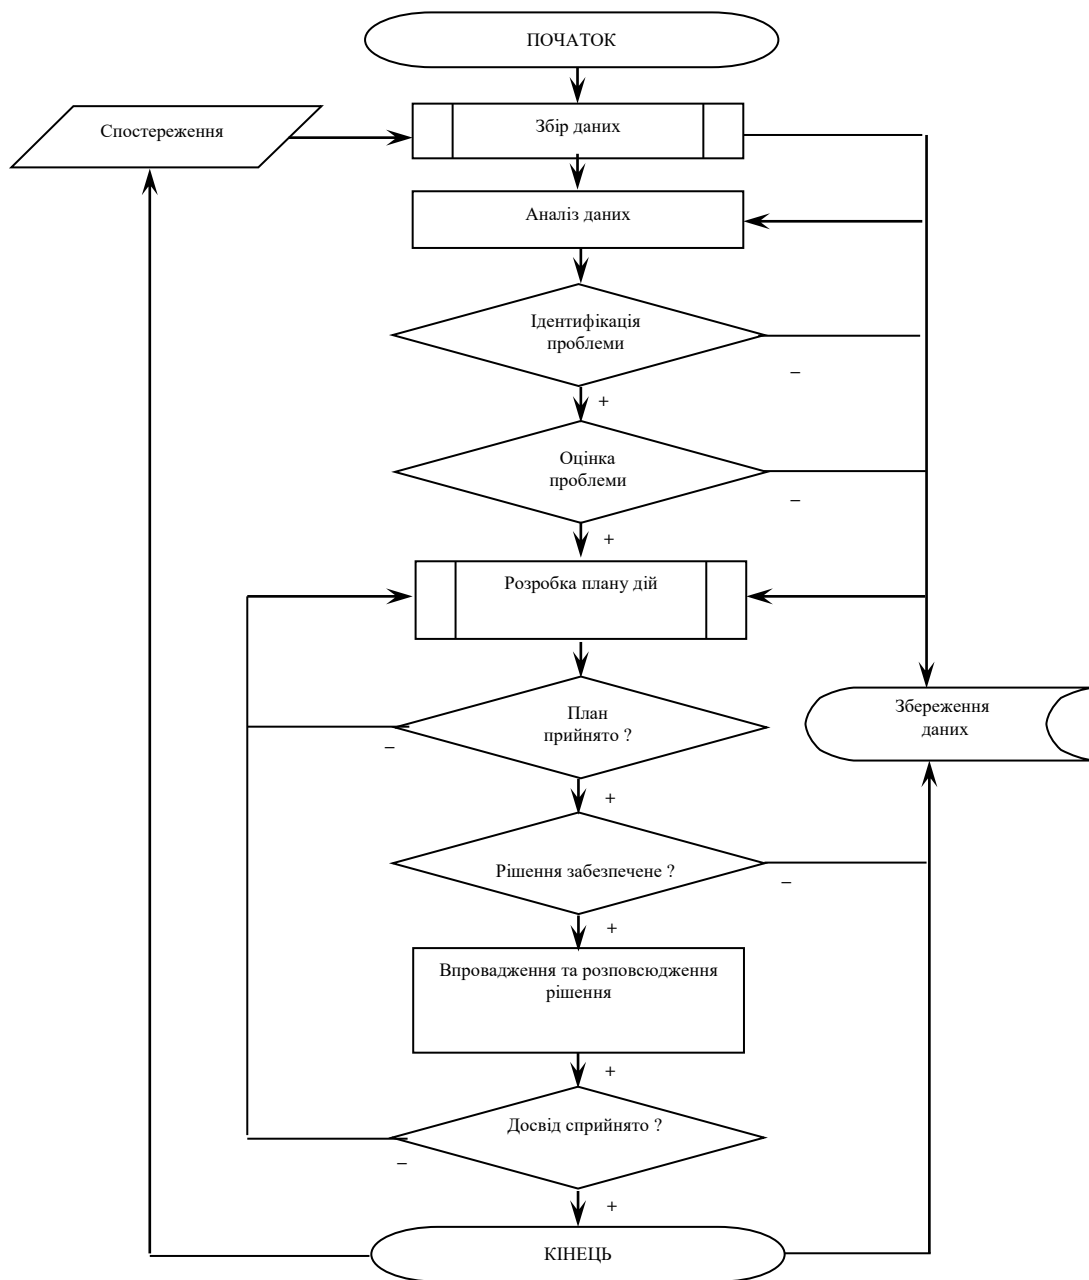 ПОЧАТОК
Спостереження
Збір даних
Аналіз даних
Ідентифікація
проблеми
–
+
Оцінка
проблеми
–
+
Розробка плану дій
План
прийнято ?
–
Збереження
даних
+
Рішення забезпечене ?
–
+
Впровадження та розповсюдження
рішення
+
Досвід сприйнято ?
–
+
КІНЕЦЬ